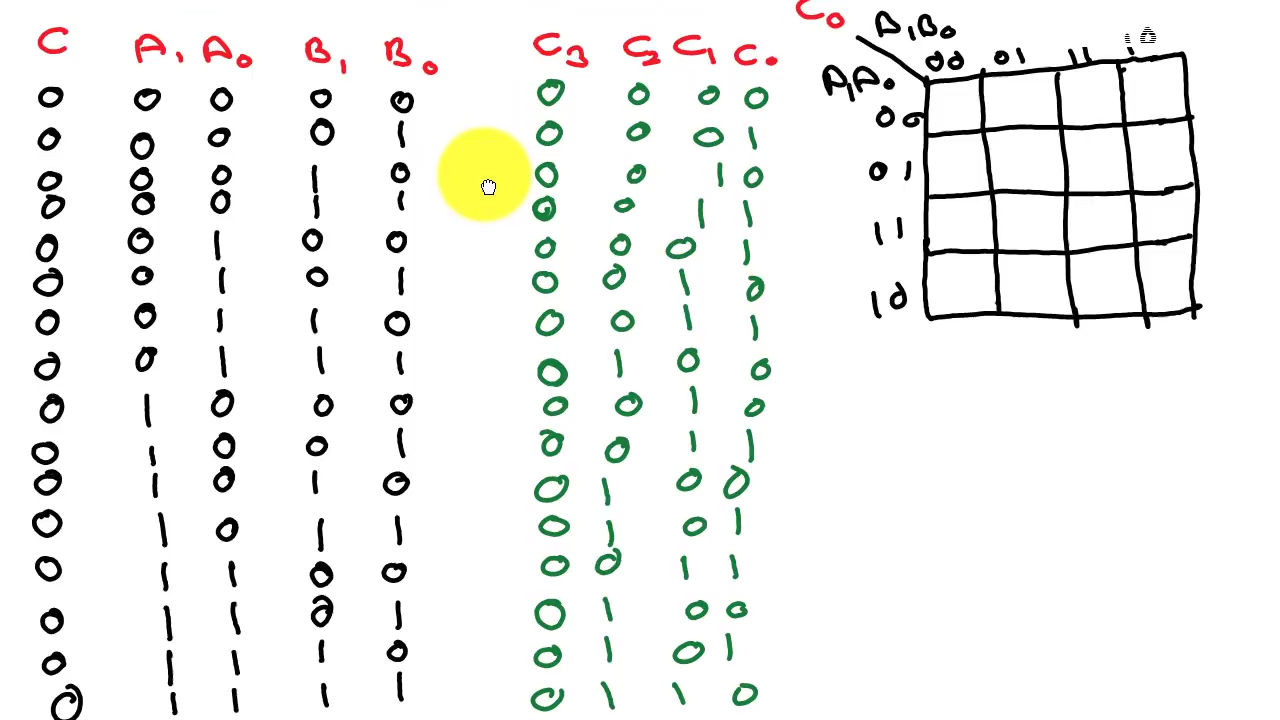 C A1 A0 B1 B0 C3 C2 C1 C0
0 0 0 0 0 0 0 0 0
0 0 0 0 1 0 0 0 1
0 0 0 1 0 0 0 1 0
0 0 0 1 1 0 0 1 1
0 0 1 0 0 0 0 0 1
0 0 1 0 1 0 0 1 0
0 0 1 1 0 0 0 1 1
0 0 1 1 1 0 1 0 0
0 1 0 0 0 0 0 1 0
0 1 0 0 1 0 0 1 1
0 1 0 1 0 0 1 0 0
0 1 0 1 1 0 1 0 1
0 1 1 0 0 0 0 1 1
0 1 1 0 1 0 1 0 0
0 1 1 1 0 0 1 0 1
0 1 1 1 1 0 1 1 0
C0 B1B0
00 01 11 10
A1A0
00
01
11
10